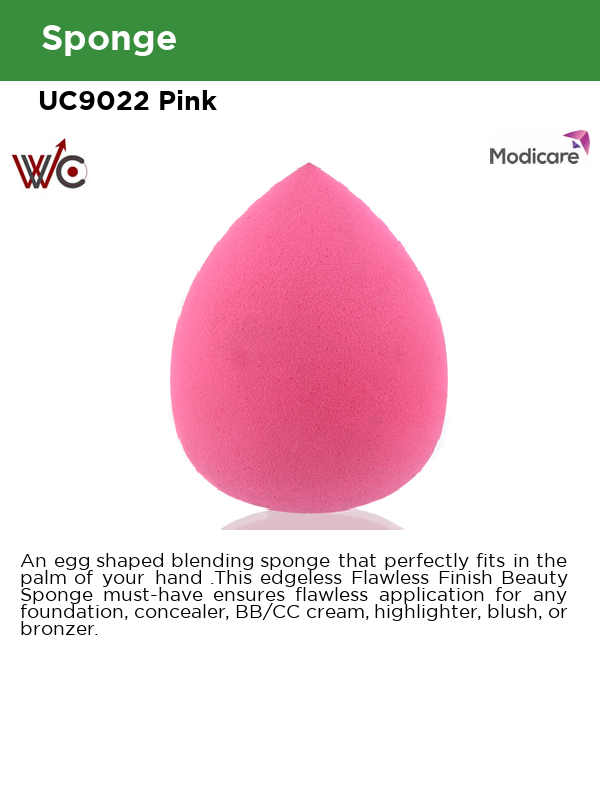 Sponge
UC9022 Pink
WC
Modicare
An egg shaped blending sponge that perfectly fits in the
palm of your hand .This edgeless Flawless Finish Beauty
Sponge must-have ensures flawless application for any
foundation, concealer, BB/CC cream, highlighter, blush, or
bronzer.